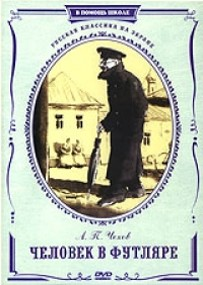 В ПОМОЩЬ ШКОЛЕ
РУССКАЯ КЛАССИКА НА ЭКРАНЕ
А. П. Чехов
ЧЕЛОВЕК В ФУТЛЯРЕ
DVD